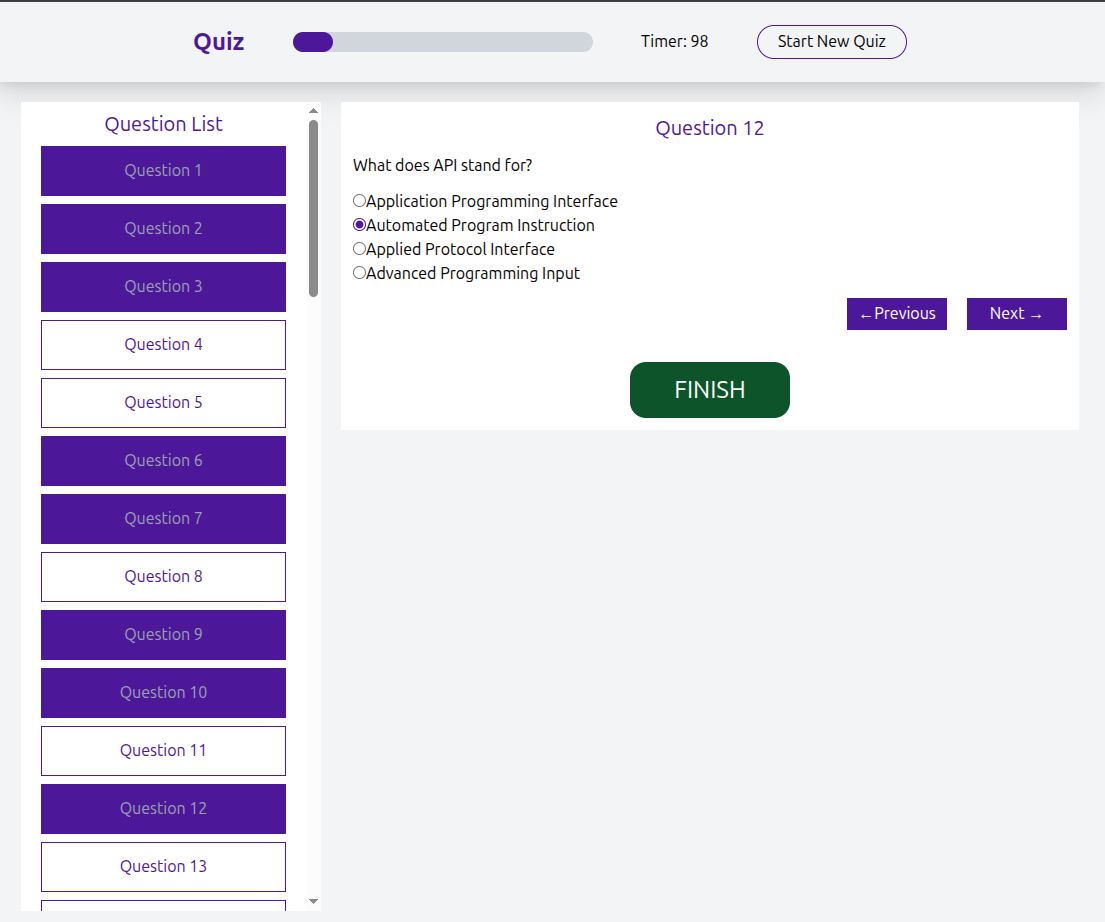 Quiz
Timer: 98
Start New Quiz
Question List
Question 1
Question 2
Question 3
Question 4
Question 5
Question 6
Question 7
Question 8
Question 9
Question 10
Question 11
Question 12
Question 13
Question 12
What does API stand for?
Application Programming Interface
Automated Program Instruction
Applied Protocol Interface
Advanced Programming Input
←Previous
Next →
FINISH